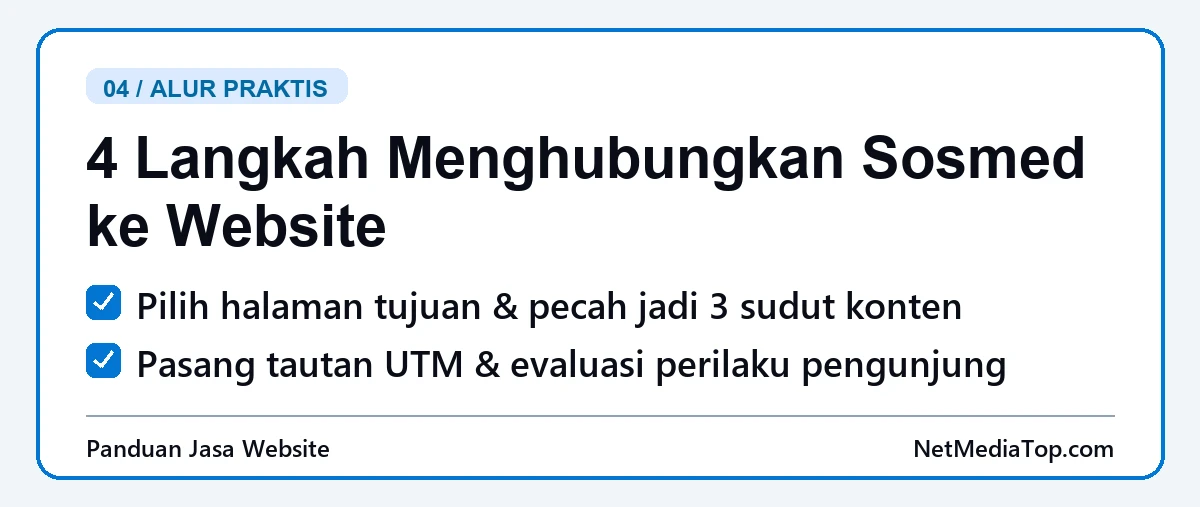 04 / ALUR PRAKTIS
4 Langkah Menghubungkan Sosmed
ke Website
Pilih halaman tujuan & pecah jadi 3 sudut konten
Pasang tautan UTM & evaluasi perilaku pengunjung
Panduan Jasa Website
NetMediaTop.com